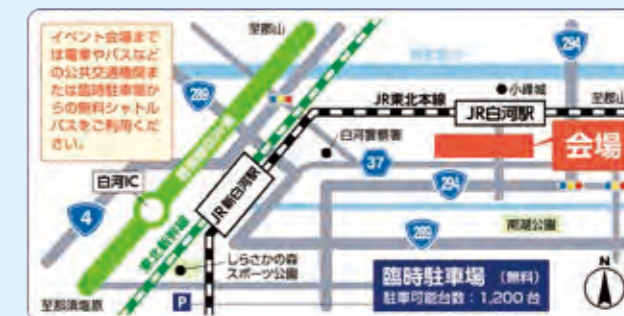 イベント会場まで
は電車やバスなど
の公共交通機関ま
たは臨時駐車場か
らの無料シャトル
バスをご利用くだ
さい。
至郡山
294
289
JR東北本線
小峰城
JR白河駅
至郡山
会場
白河警察署
37
294
白河IC
JR新白河駅
4
東北新幹線
289
南湖公園
しらさかの森
スポーツ公園
臨時駐車場 (無料)
駐車可能台数:1,200台
N
至那須塩原
P